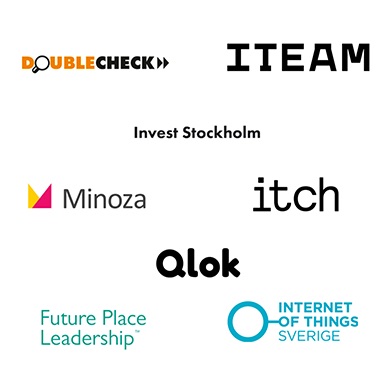 DOUBLECHECK
ITEAM
Invest Stockholm
Minoza
itch
Qlok
Future Place
Leadership™
INTERNET
OF THINGS
SVERIGE